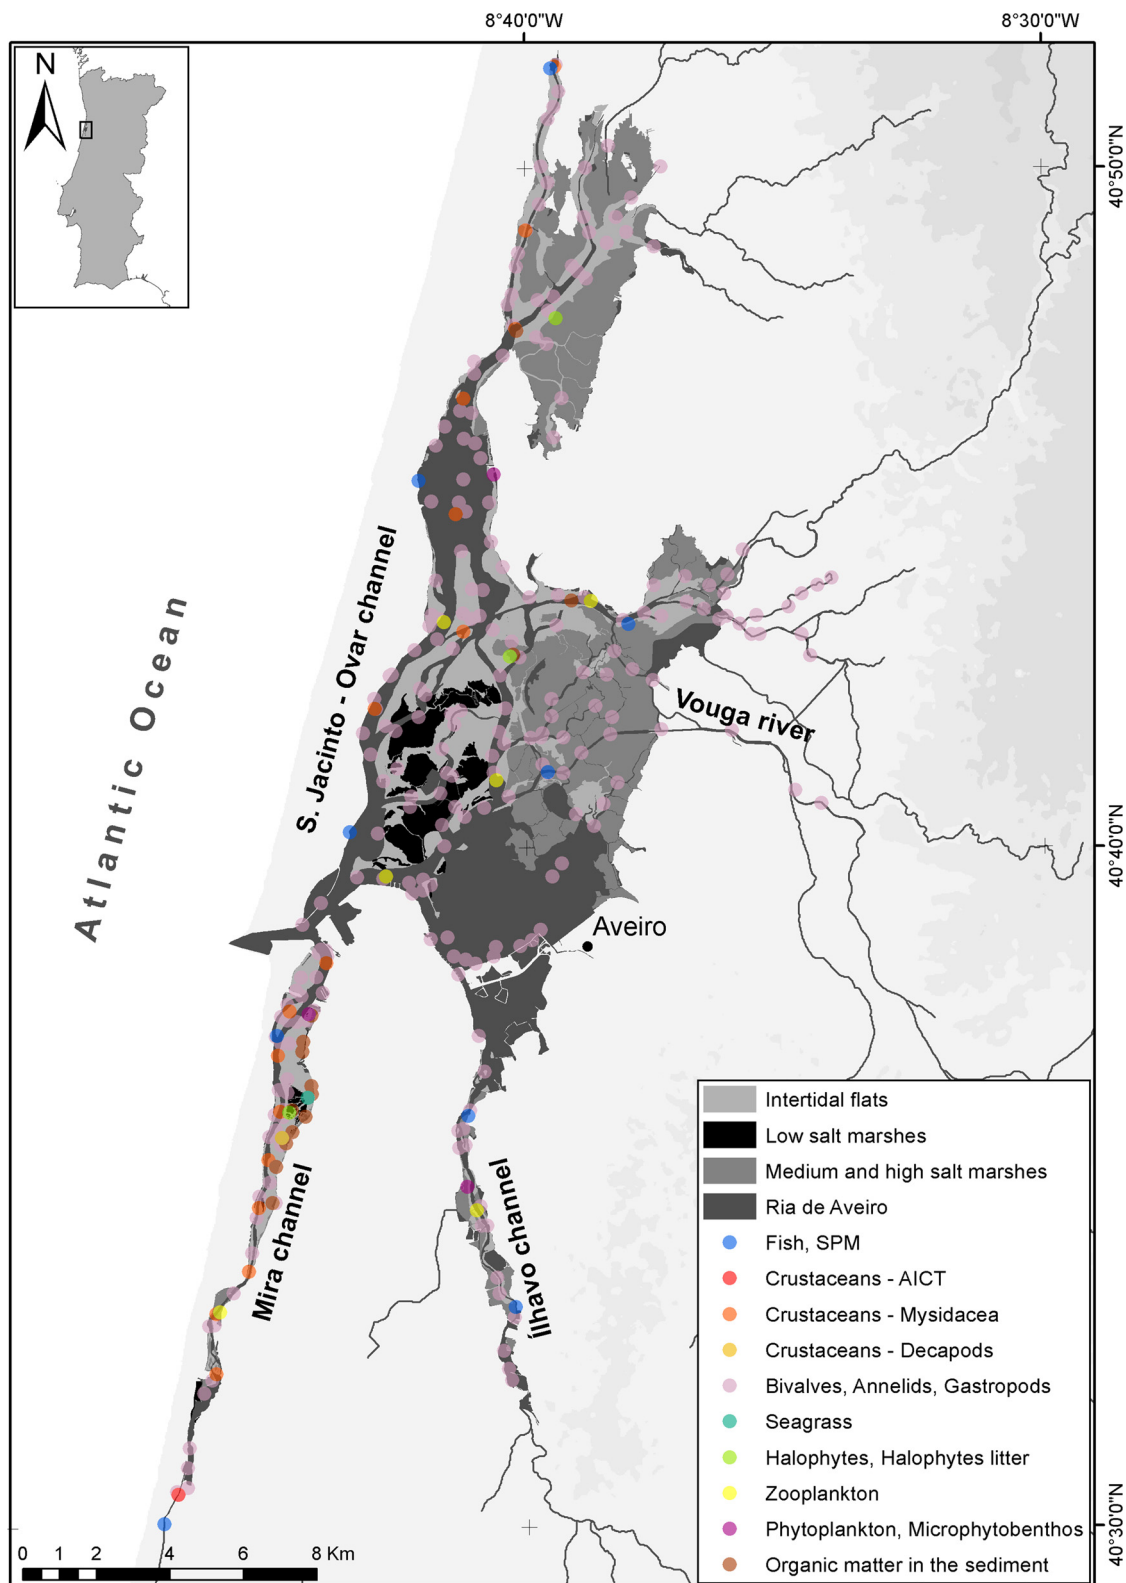 8°40'0"W
8°30'0"W
N
40°50'0"N
S. Jacinto - Ovar channel
Atlantic Ocean
Vouga river
40°40'0"N
Aveiro
Mira channel
Ílhavo channel
Intertidal flats
Low salt marshes
Medium and high salt marshes
Ria de Aveiro
Fish, SPM
Crustaceans - AICT
Crustaceans - Mysidacea
Crustaceans - Decapods
Bivalves, Annelids, Gastropods
Seagrass
Halophytes, Halophytes litter
Zooplankton
Phytoplankton, Microphytobenthos
Organic matter in the sediment
40°30'0"N
0 1 2 4 6 8 Km